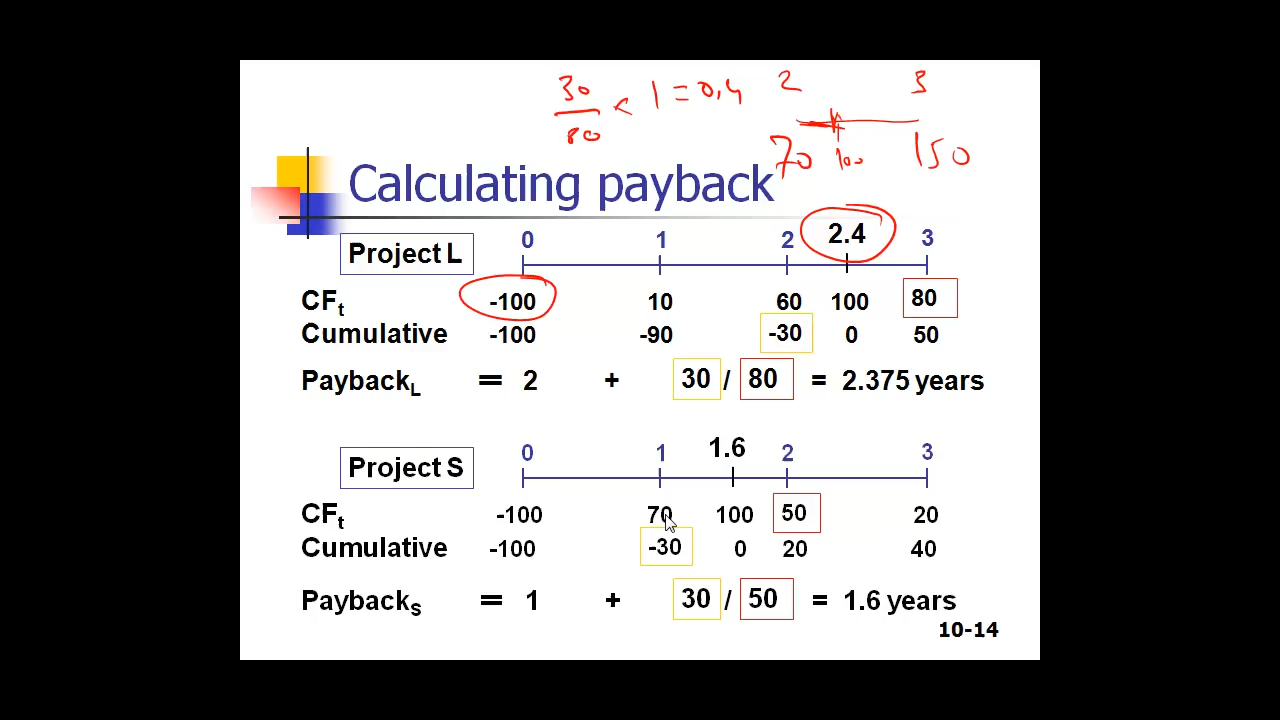 30 2 3
80 × 1 = 0,4
70 100 150
Calculating payback
Project L 0 1 2 2.4 3
CFt -100 10 60 100 80
Cumulative -100 -90 -30 0 50
PaybackL = 2 + 30 / 80 = 2.375 years
Project S 0 1 1.6 2 3
CFt -100 70 100 50 20
Cumulative -100 -30 0 20 40
PaybackS = 1 + 30 / 50 = 1.6 years
10-14